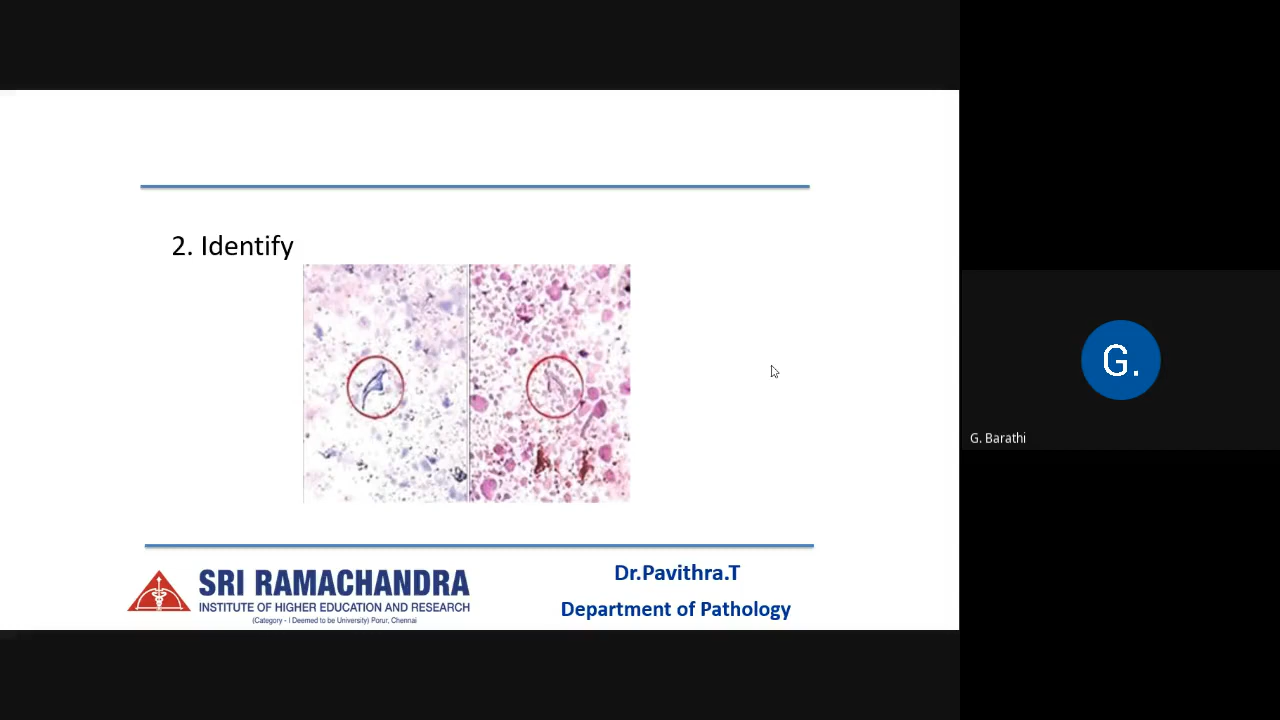 2. Identify
SRI RAMACHANDRA
INSTITUTE OF HIGHER EDUCATION AND RESEARCH
(Category - I Deemed to be University) Porur, Chennai
Dr.Pavithra.T
Department of Pathology
G.
G. Barathi